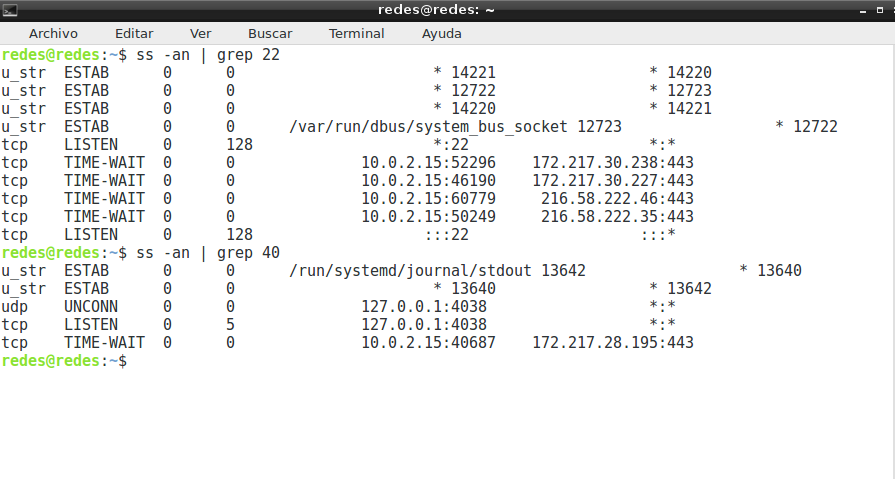 redes@redes: ~
Archivo Editar Ver Buscar Terminal Ayuda
redes@redes:~$ ss -an | grep 22
u_str ESTAB 0 0 * 14221 * 14220
u_str ESTAB 0 0 * 12722 * 12723
u_str ESTAB 0 0 * 14220 * 14221
u_str ESTAB 0 0 /var/run/dbus/system_bus_socket 12723 * 12722
tcp LISTEN 0 128 *:22 *:*
tcp TIME-WAIT 0 0 10.0.2.15:52296 172.217.30.238:443
tcp TIME-WAIT 0 0 10.0.2.15:46190 172.217.30.227:443
tcp TIME-WAIT 0 0 10.0.2.15:60779 216.58.222.46:443
tcp TIME-WAIT 0 0 10.0.2.15:50249 216.58.222.35:443
tcp LISTEN 0 128 :::22 :::*
redes@redes:~$ ss -an | grep 40
u_str ESTAB 0 0 /run/systemd/journal/stdout 13642 * 13640
u_str ESTAB 0 0 * 13640 * 13642
udp UNCONN 0 0 127.0.0.1:4038 *:*
tcp LISTEN 0 5 127.0.0.1:4038 *:*
tcp TIME-WAIT 0 0 10.0.2.15:40687 172.217.28.195:443
redes@redes:~$